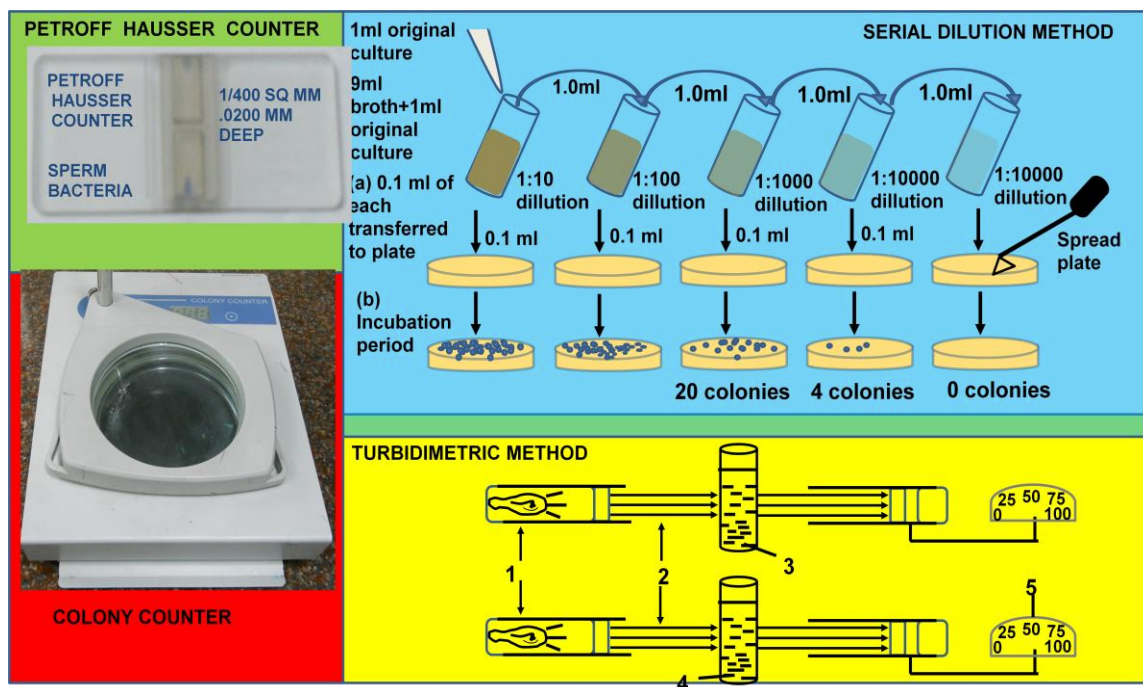 PETROFF HAUSSER COUNTER
PETROFF
HAUSSER
COUNTER
1/400 SQ MM
.0200 MM
DEEP
SPERM
BACTERIA
COLONY COUNTER
COLONY COUNTER
SERIAL DILUTION METHOD
1ml original
culture
9ml
broth+1ml
original
culture
(a) 0.1 ml of
each
transferred
to plate
1.0ml
1.0ml
1.0ml
1.0ml
1:10
dillution
1:100
dillution
1:1000
dillution
1:10000
dillution
1:10000
dillution
0.1 ml
0.1 ml
0.1 ml
0.1 ml
Spread
plate
(b)
Incubation
period
20 colonies
4 colonies
0 colonies
TURBIDIMETRIC METHOD
0 25 50 75 100
1
2
3
5
0 25 50 75 100
4